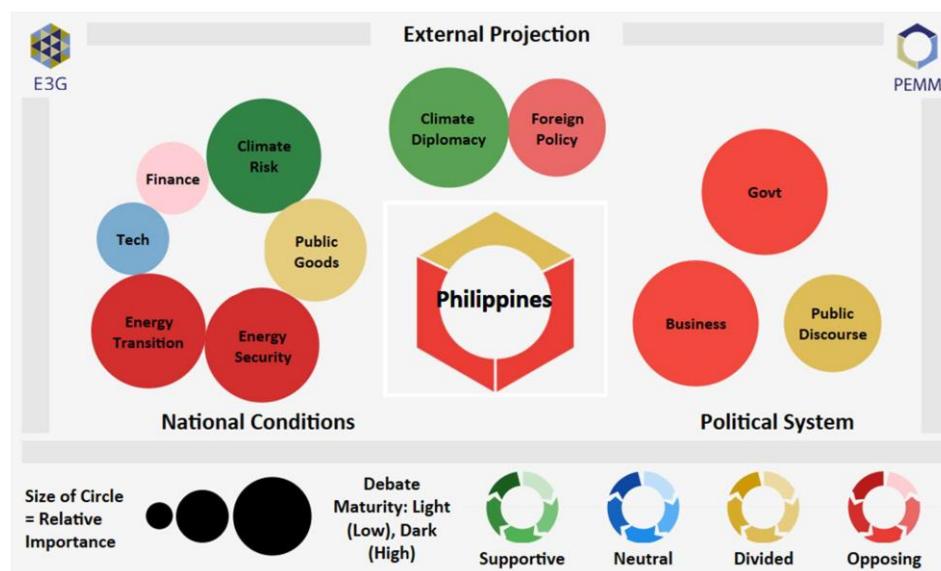 External Projection
E3G
PEMM
Climate
Diplomacy
Foreign
Policy
Climate
Risk
Finance
Tech
Public
Goods
Energy
Transition
Energy
Security
National Conditions
Philippines
Govt
Business
Public
Discourse
Political System
Size of Circle
= Relative
Importance
Debate
Maturity: Light
(Low), Dark
(High)
Supportive
Neutral
Divided
Opposing